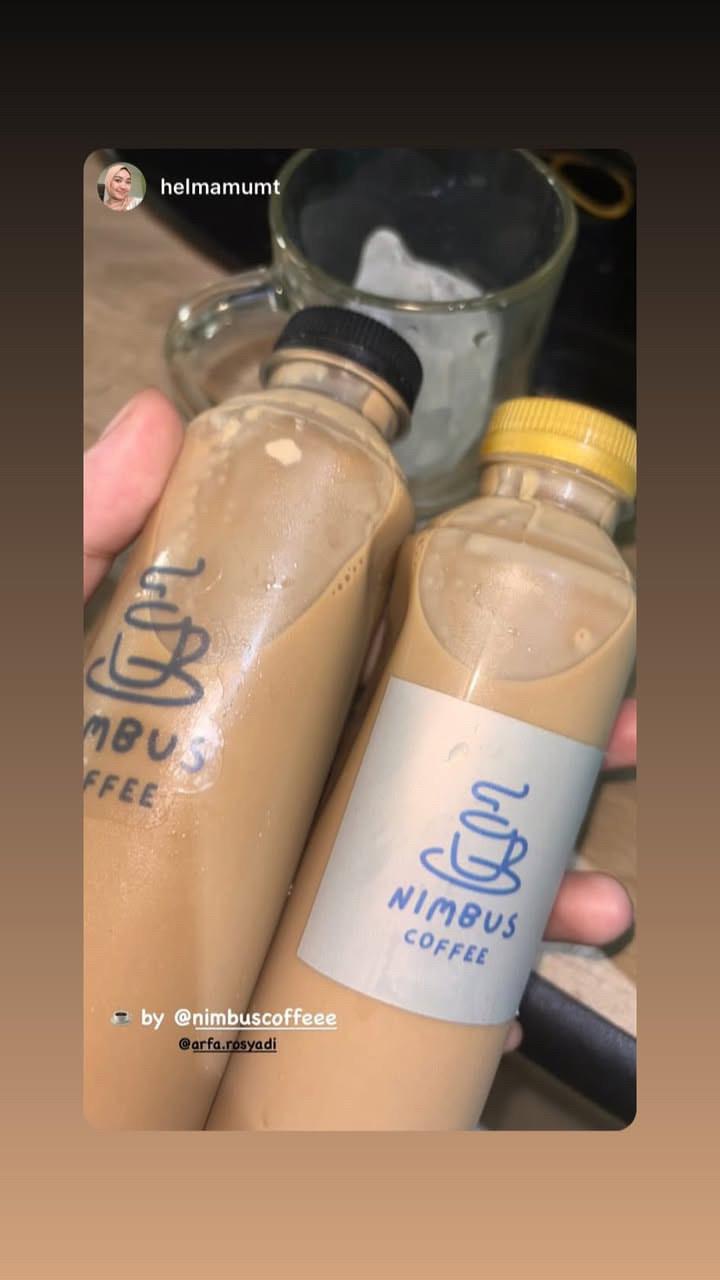 helmamumt
MBUS
FFEE
NIMBUS
COFFEE
☕ by @nimbuscoffeee
@arfa.rosyadi